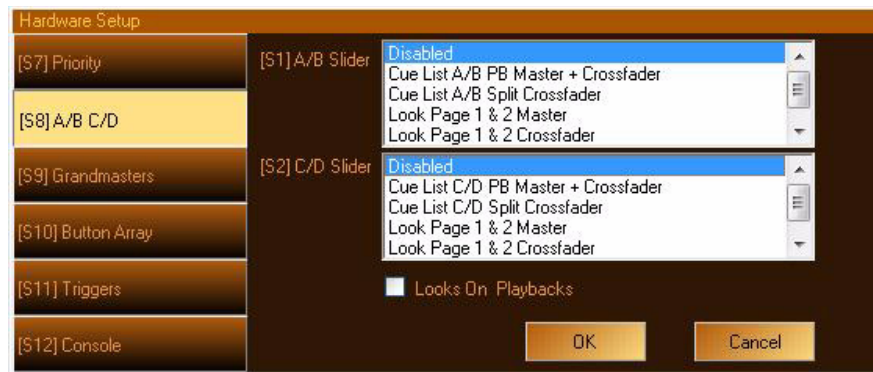 Hardware Setup
[S7] Priority
[S8] A/B C/D
[S9] Grandmasters
[S10] Button Array
[S11] Triggers
[S12] Console
[S1] A/B Slider
Disabled
Cue List A/B PB Master + Crossfader
Cue List A/B Split Crossfader
Look Page 1 & 2 Master
Look Page 1 & 2 Crossfader
[S2] C/D Slider
Disabled
Cue List C/D PB Master + Crossfader
Cue List C/D Split Crossfader
Look Page 1 & 2 Master
Look Page 1 & 2 Crossfader
Looks On Playbacks
OK
Cancel